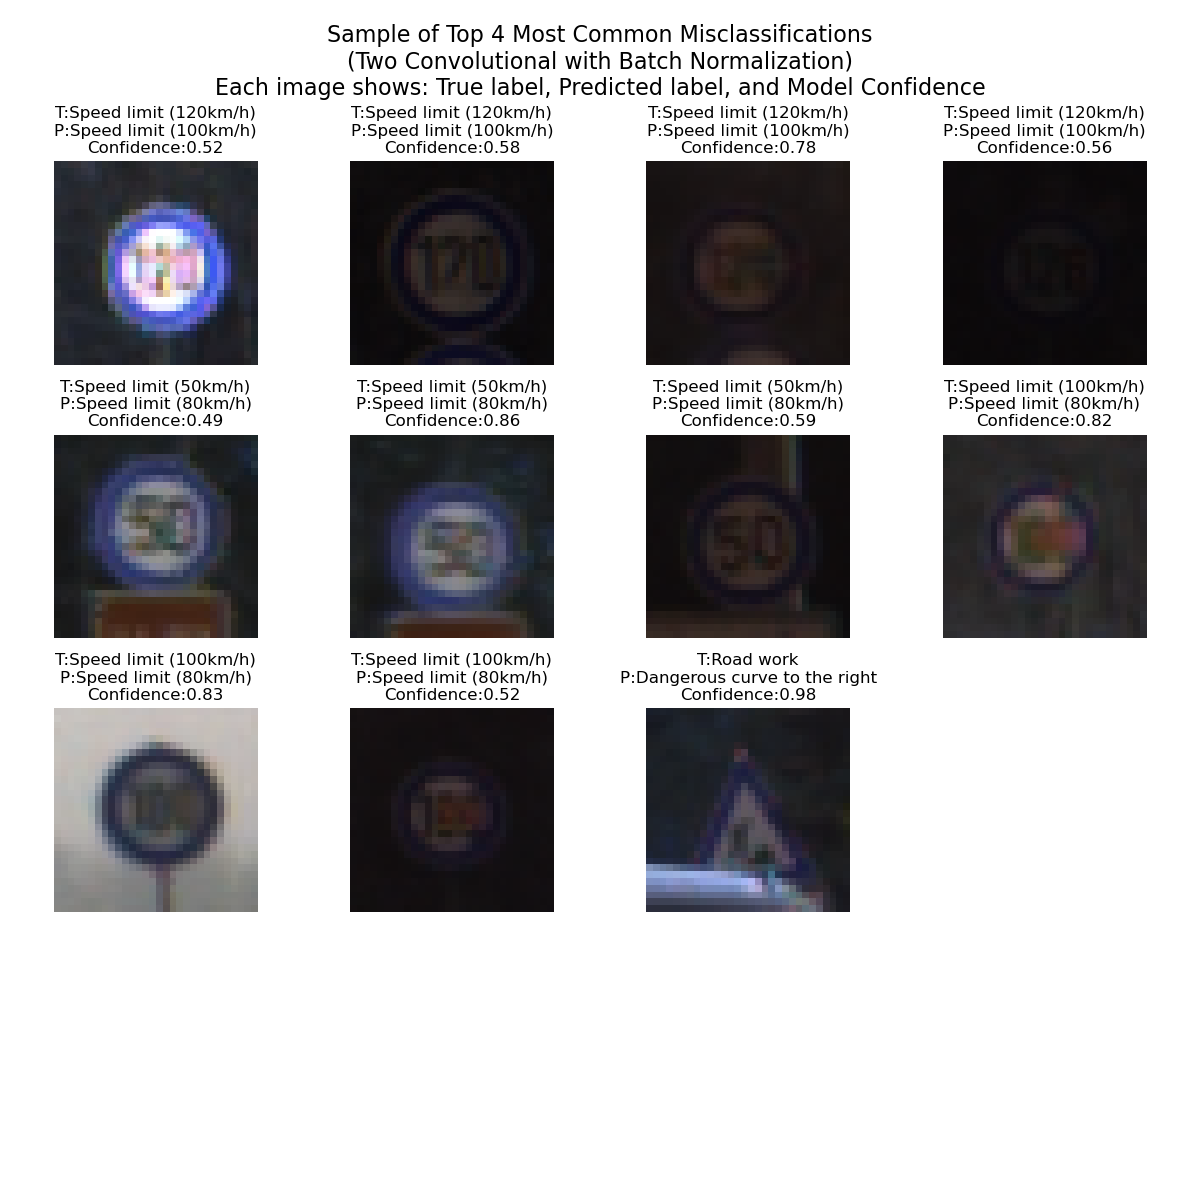 Sample of Top 4 Most Common Misclassifications
(Two Convolutional with Batch Normalization)
Each image shows: True label, Predicted label, and Model Confidence
T:Speed limit (120km/h)
P:Speed limit (100km/h)
Confidence:0.52
T:Speed limit (120km/h)
P:Speed limit (100km/h)
Confidence:0.58
T:Speed limit (120km/h)
P:Speed limit (100km/h)
Confidence:0.78
T:Speed limit (120km/h)
P:Speed limit (100km/h)
Confidence:0.56
120
T:Speed limit (50km/h)
P:Speed limit (80km/h)
Confidence:0.49
T:Speed limit (50km/h)
P:Speed limit (80km/h)
Confidence:0.86
T:Speed limit (50km/h)
P:Speed limit (80km/h)
Confidence:0.59
T:Speed limit (100km/h)
P:Speed limit (80km/h)
Confidence:0.82
50
50
T:Speed limit (100km/h)
P:Speed limit (80km/h)
Confidence:0.83
T:Speed limit (100km/h)
P:Speed limit (80km/h)
Confidence:0.52
T:Road work
P:Dangerous curve to the right
Confidence:0.98